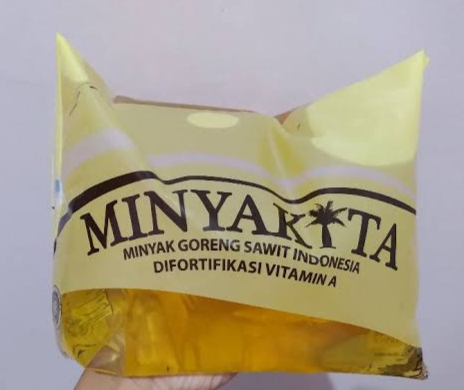 MINYAKITA
MINYAK GORENG SAWIT INDONESIA
DIFORTIFIKASI VITAMIN A